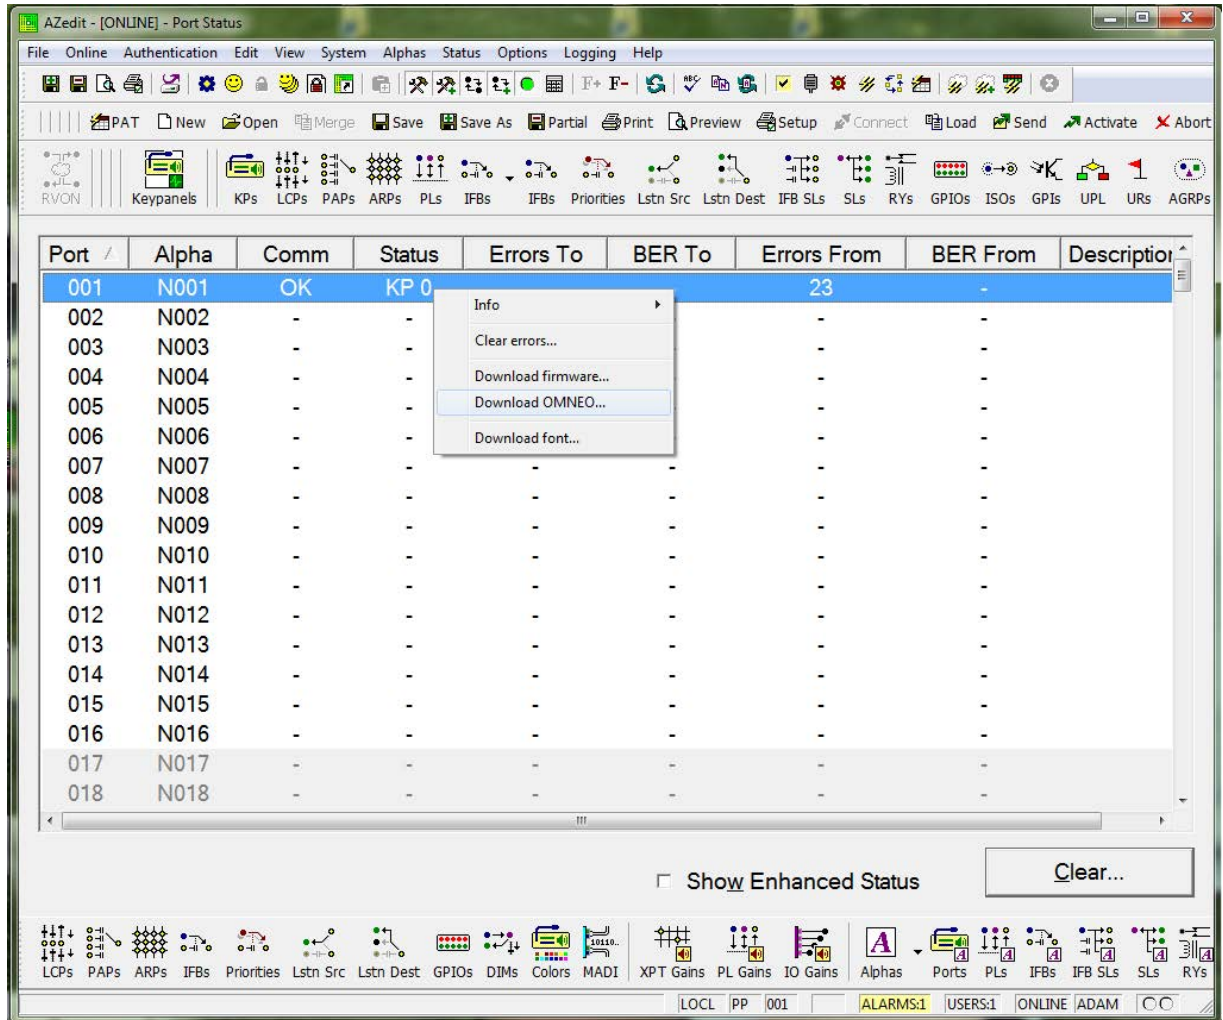 AZedit - [ONLINE] - Port Status
File Online Authentication Edit View System Alphas Status Options Logging Help
F+ F- ABC
PAT New Open Merge Save Save As Partial Print Preview Setup Connect Load Send Activate Abort
RVON Keypanels KPs LCPs PAPs ARPs PLs IFBs IFBs Priorities Lstn Src Lstn Dest IFB SLs SLs RYs GPIOs ISOs GPIs UPL URs AGRPs
Port Alpha Comm Status Errors To BER To Errors From BER From Description
001 N001 OK KP 0 23 -
Info
002 N002 - - - -
003 N003 - - - -
Clear errors...
004 N004 - - - -
Download firmware...
005 N005 - - - -
Download OMNEO...
006 N006 - - - -
Download font...
007 N007 - - - - - -
008 N008 - - - - - -
009 N009 - - - - - -
010 N010 - - - - - -
011 N011 - - - - - -
012 N012 - - - - - -
013 N013 - - - - - -
014 N014 - - - - - -
015 N015 - - - - - -
016 N016 - - - - - -
017 N017 - - - - - -
018 N018 - - - - - -
Show Enhanced Status Clear...
10110..
LCPs PAPs ARPs IFBs Priorities Lstn Src Lstn Dest GPIOs DIMs Colors MADI XPT Gains PL Gains IO Gains Alphas Ports PLs IFBs IFB SLs SLs RYs
LOCL PP 001 ALARMS:1 USERS:1 ONLINE ADAM